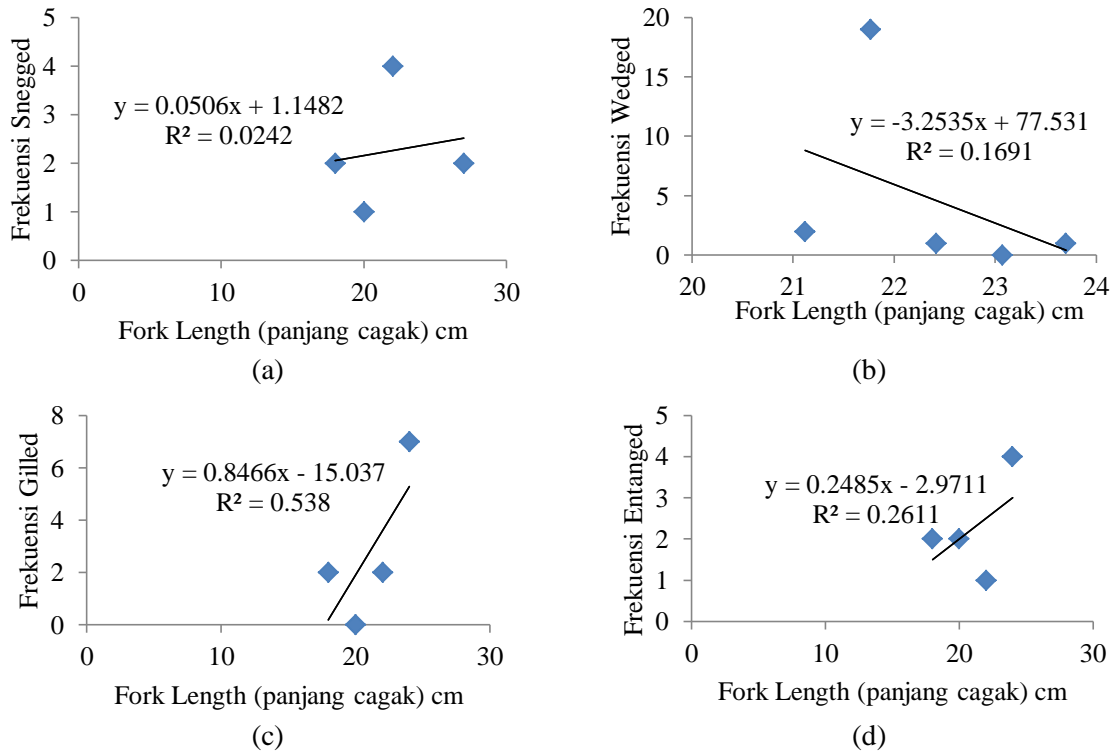 Frekuensi Snegged
5
4
3
2
1
0
y = 0.0506x + 1.1482
R² = 0.0242
0 10 20 30
Fork Length (panjang cagak) cm
(a)
Frekuensi Wedged
20
15
10
5
0
y = -3.2535x + 77.531
R² = 0.1691
20 21 22 23 24
Fork Length (panjang cagak) cm
(b)
Frekuensi Gilled
8
6
4
2
0
y = 0.8466x - 15.037
R² = 0.538
0 10 20 30
Fork Length (panjang cagak) cm
(c)
Frekuensi Entanged
5
4
3
2
1
0
y = 0.2485x - 2.9711
R² = 0.2611
0 10 20 30
Fork Length (panjang cagak) cm
(d)